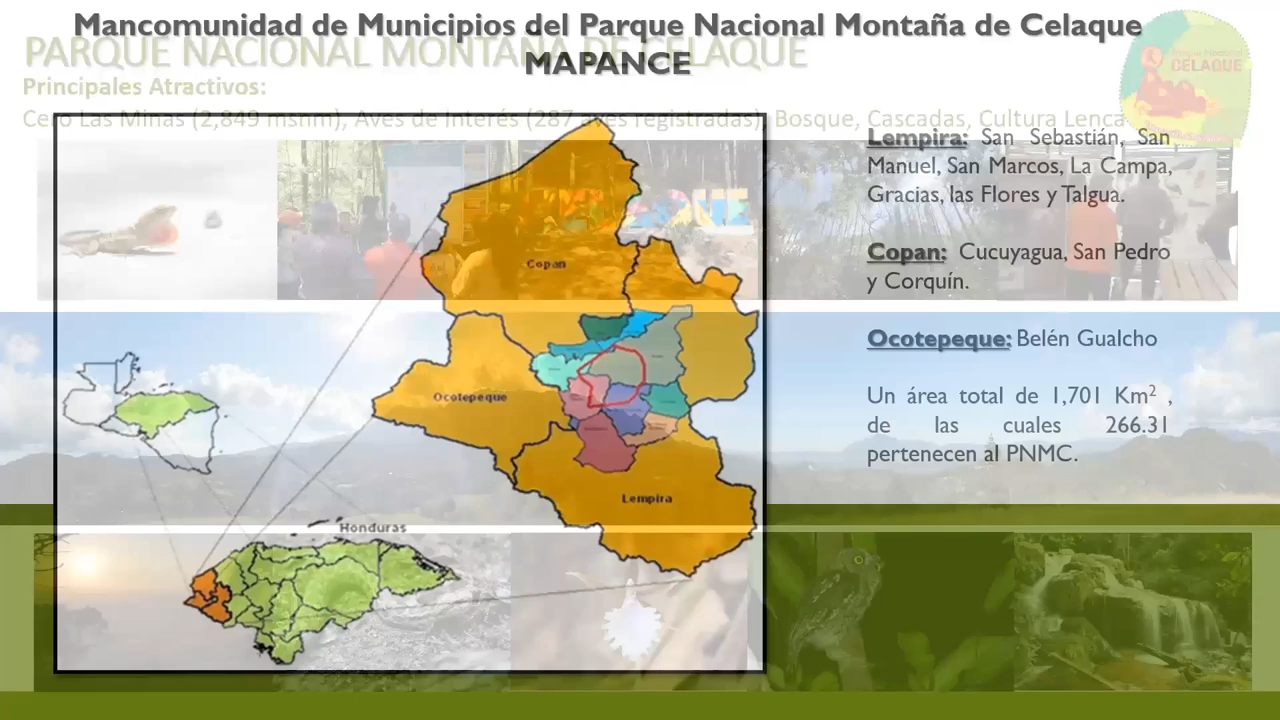 Mancomunidad de Municipios del Parque Nacional Montaña de Celaque
MAPANCE
PARQUE NACIONAL MONTAÑA DE CELAQUE
Principales Atractivos:
Cerro Las Minas (2,849 msnm), Aves de Interés (287 aves registradas), Bosque, Cascadas, Cultura Lenca
Parque Nacional
CELAQUE
Lempira: San Sebastián, San
Manuel, San Marcos, La Campa,
Gracias, las Flores y Talgua.
Copan: Cucuyagua, San Pedro
y Corquín.
Ocotepeque: Belén Gualcho
Un área total de 1,701 Km² ,
de las cuales 266.31
pertenecen al PNMC.
Copan
Ocotepeque
Lempira
Honduras